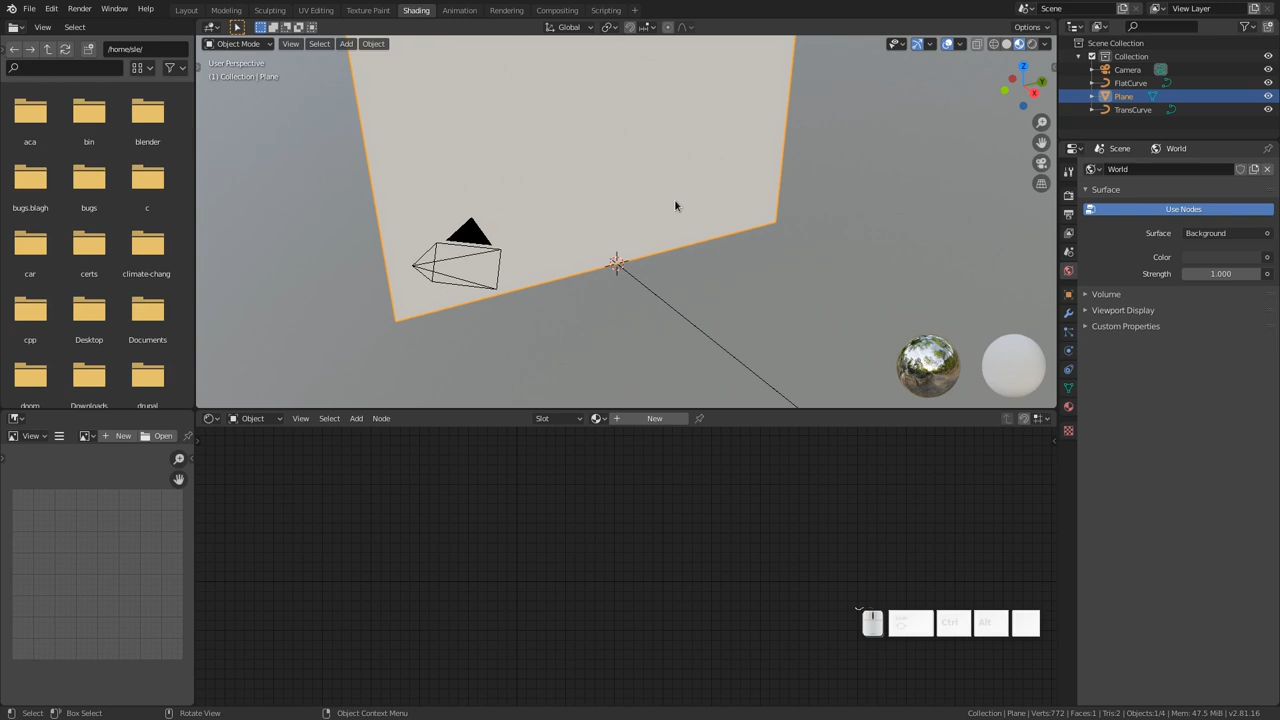 File Edit Render Window Help Layout Modeling Sculpting UV Editing Texture Paint Shading Animation Rendering Compositing Scripting + Scene View Layer
View Select Global Options
/home/sle/ Object Mode View Select Add Object Scene Collection
User Perspective Collection
(1) Collection | Plane Camera
FlatCurve
Z Y X
Plane
aca bin blender TransCurve
Scene World
World
Surface
bugs.blagh bugs c Use Nodes
Surface Background
Color
car certs climate-chang Strength 1.000
Volume
Viewport Display
Custom Properties
cpp Desktop Documents
doom Downloads drupal
Object View Select Add Node Slot + New
View + New Open
Ctrl Alt
Select Box Select Rotate View Object Context Menu Collection | Plane | Verts:772 | Faces:1 | Tris:2 | Objects:1/4 | Mem: 47.5 MiB | v2.81.16